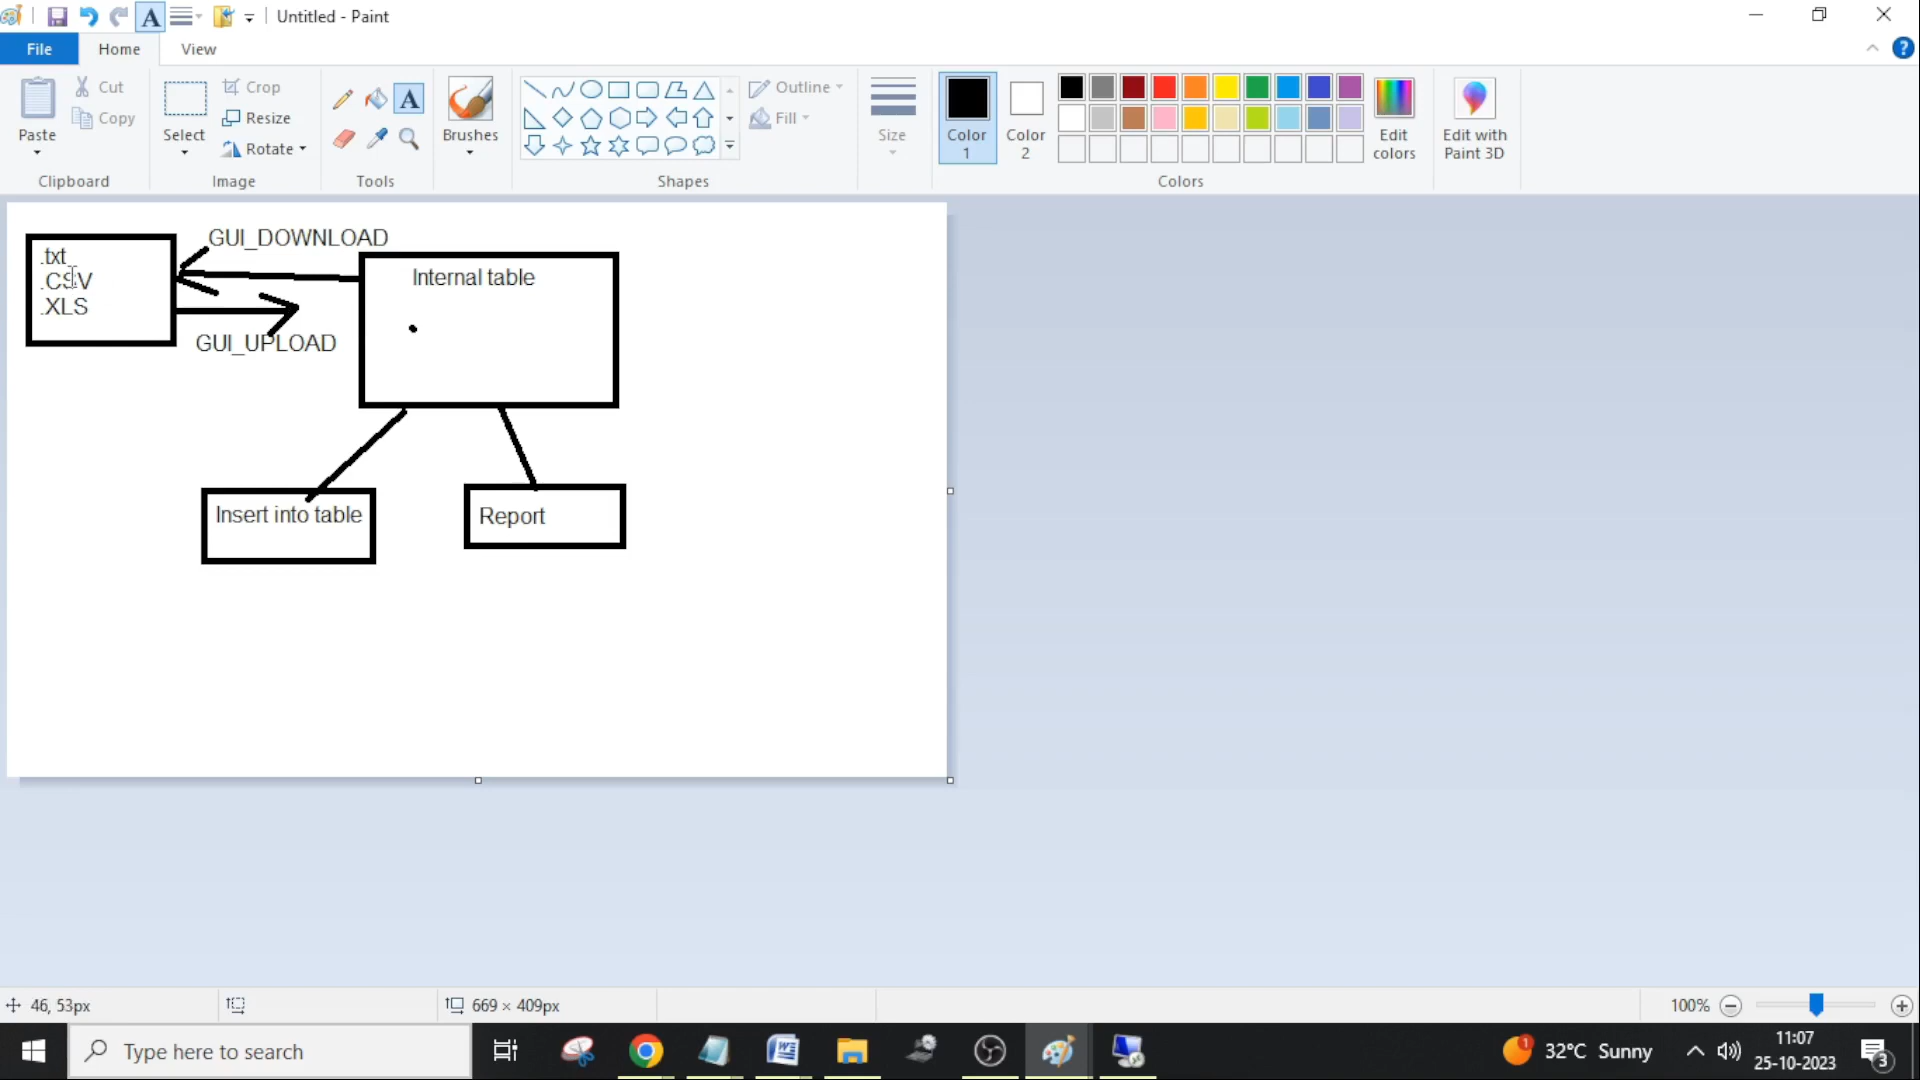 Untitled - Paint
File
Home
View
Paste
Cut
Copy
Clipboard
Select
Crop
Resize
Rotate
Image
A
Tools
Brushes
Shapes
Outline
Fill
Size
Color 1
Color 2
Edit colors
Colors
Edit with Paint 3D
GUI_DOWNLOAD
.txt
.CSV
.XLS
GUI_UPLOAD
Internal table
Insert into table
Report
46, 53px
669 × 409px
100%
Type here to search
1
32°C Sunny
11:07
25-10-2023
3